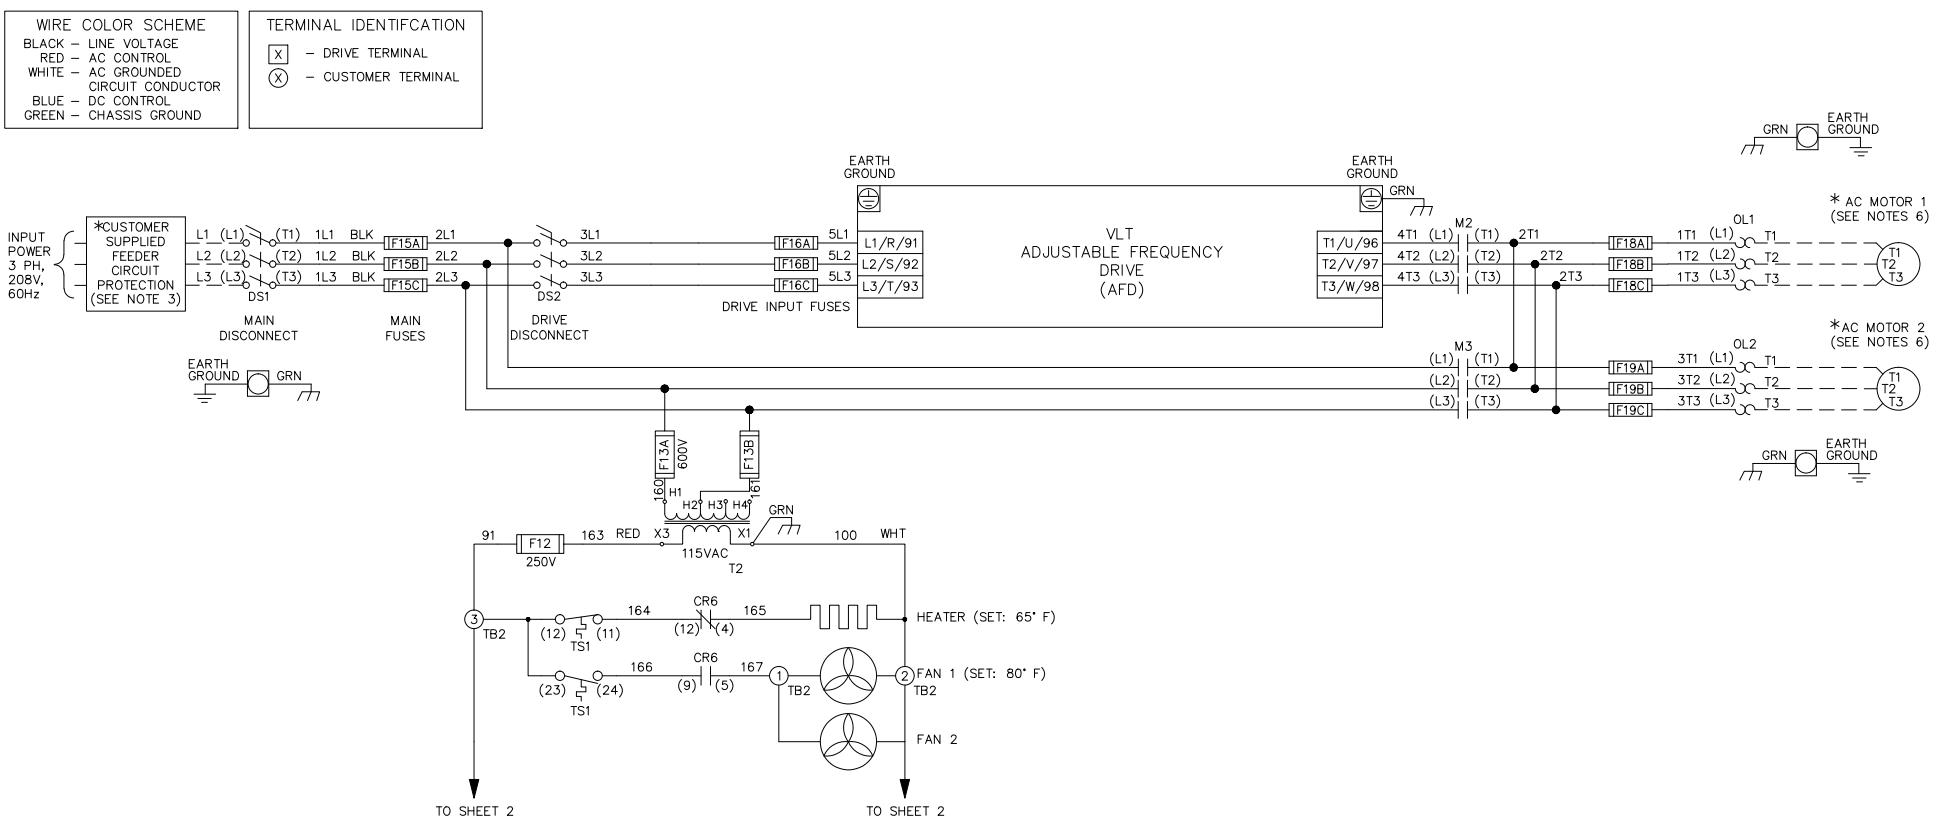 WIRE COLOR SCHEME
BLACK – LINE VOLTAGE
RED – AC CONTROL
WHITE – AC GROUNDED
CIRCUIT CONDUCTOR
BLUE – DC CONTROL
GREEN – CHASSIS GROUND
TERMINAL IDENTIFCATION
X – DRIVE TERMINAL
X – CUSTOMER TERMINAL
GRN
EARTH
GROUND
EARTH
GROUND
EARTH
GROUND
GRN
INPUT
POWER
3 PH,
208V,
60Hz
*CUSTOMER
SUPPLIED
FEEDER
CIRCUIT
PROTECTION
(SEE NOTE 3)
L1 (L1) (T1) 1L1 BLK F15A 2L1 3L1 F16A 5L1 L1/R/91
L2 (L2) (T2) 1L2 BLK F15B 2L2 3L2 F16B 5L2 L2/S/92
L3 (L3) (T3) 1L3 BLK F15C 2L3 3L3 F16C 5L3 L3/T/93
DS1
DS2
MAIN
DISCONNECT
MAIN
FUSES
DRIVE
DISCONNECT
DRIVE INPUT FUSES
VLT
ADJUSTABLE FREQUENCY
DRIVE
(AFD)
M2
OL1
* AC MOTOR 1
(SEE NOTES 6)
T1/U/96 4T1 (L1) (T1) 2T1 F18A 1T1 (L1) T1 T1
T2/V/97 4T2 (L2) (T2) 2T2 F18B 1T2 (L2) T2 T2
T3/W/98 4T3 (L3) (T3) 2T3 F18C 1T3 (L3) T3 T3
M3
OL2
*AC MOTOR 2
(SEE NOTES 6)
(L1) (T1) F19A 3T1 (L1) T1 T1
(L2) (T2) F19B 3T2 (L2) T2 T2
(L3) (T3) F19C 3T3 (L3) T3 T3
EARTH
GROUND
GRN
GRN
EARTH
GROUND
F13A
600V
F13B
160
161
H1
H2 H3 H4
GRN
91 F12 163 RED X3 X1 100 WHT
250V
115VAC
T2
3
TB2
(12) (11) 164 CR6 (12) (4) 165
TS1
HEATER (SET: 65° F)
(23) (24) 166 CR6 (9) (5) 167 1 TB2
TS1
2 FAN 1 (SET: 80° F)
TB2
FAN 2
TO SHEET 2
TO SHEET 2